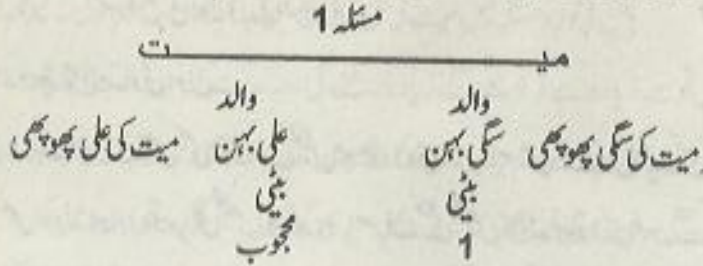 مسئلہ 1
میــــــــــــــــت
والد والد
میت کی سگی پھوپھی سگی بہن علی بہن میت کی علی پھوپھی
بیٹی بیٹی
1 محجوب